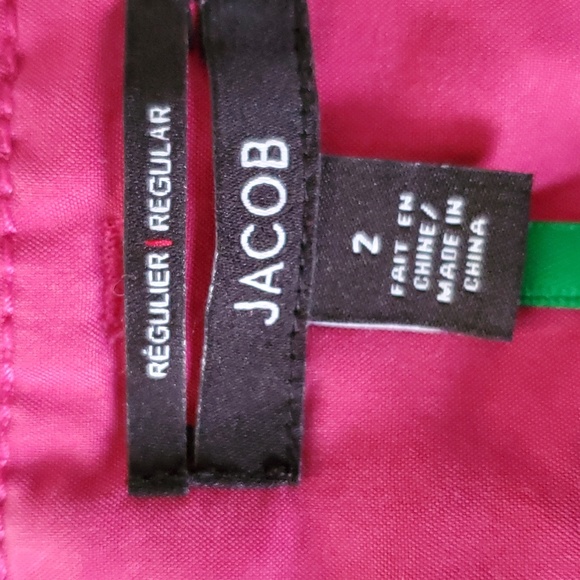 RÉGULIER | REGULAR
JACOB
2
FAIT EN
CHINE/
MADE IN
CHINA